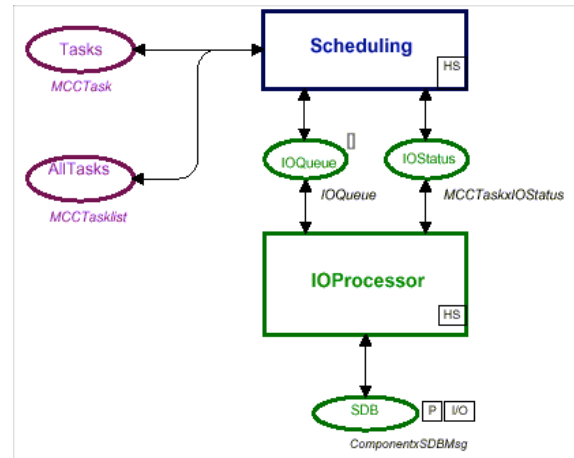 Tasks
MCCTask
Scheduling
HS
AllTasks
MCCTasklist
IOQueue
[]
IOQueue
IOStatus
MCCTaskxIOStatus
IOProcessor
HS
SDB
P
I/O
ComponentxSDBMsg